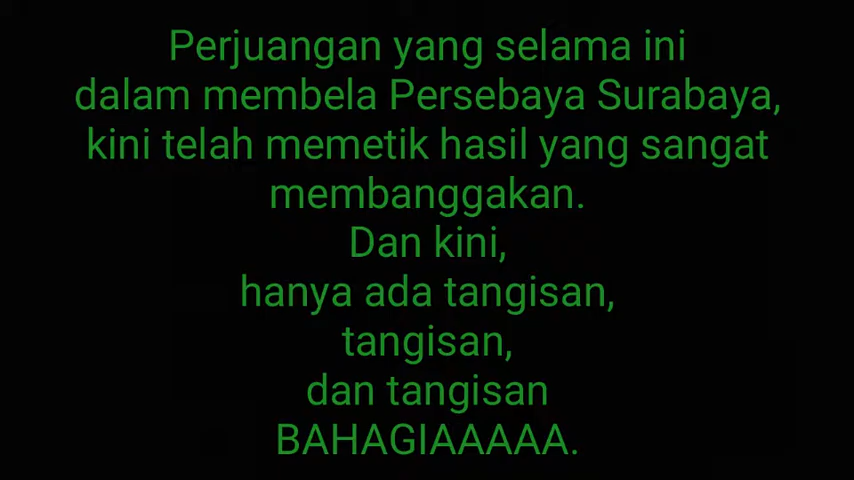 Perjuangan yang selama ini
dalam membela Persebaya Surabaya,
kini telah memetik hasil yang sangat
membanggakan.
Dan kini,
hanya ada tangisan,
tangisan,
dan tangisan
BAHAGIAAAAA.